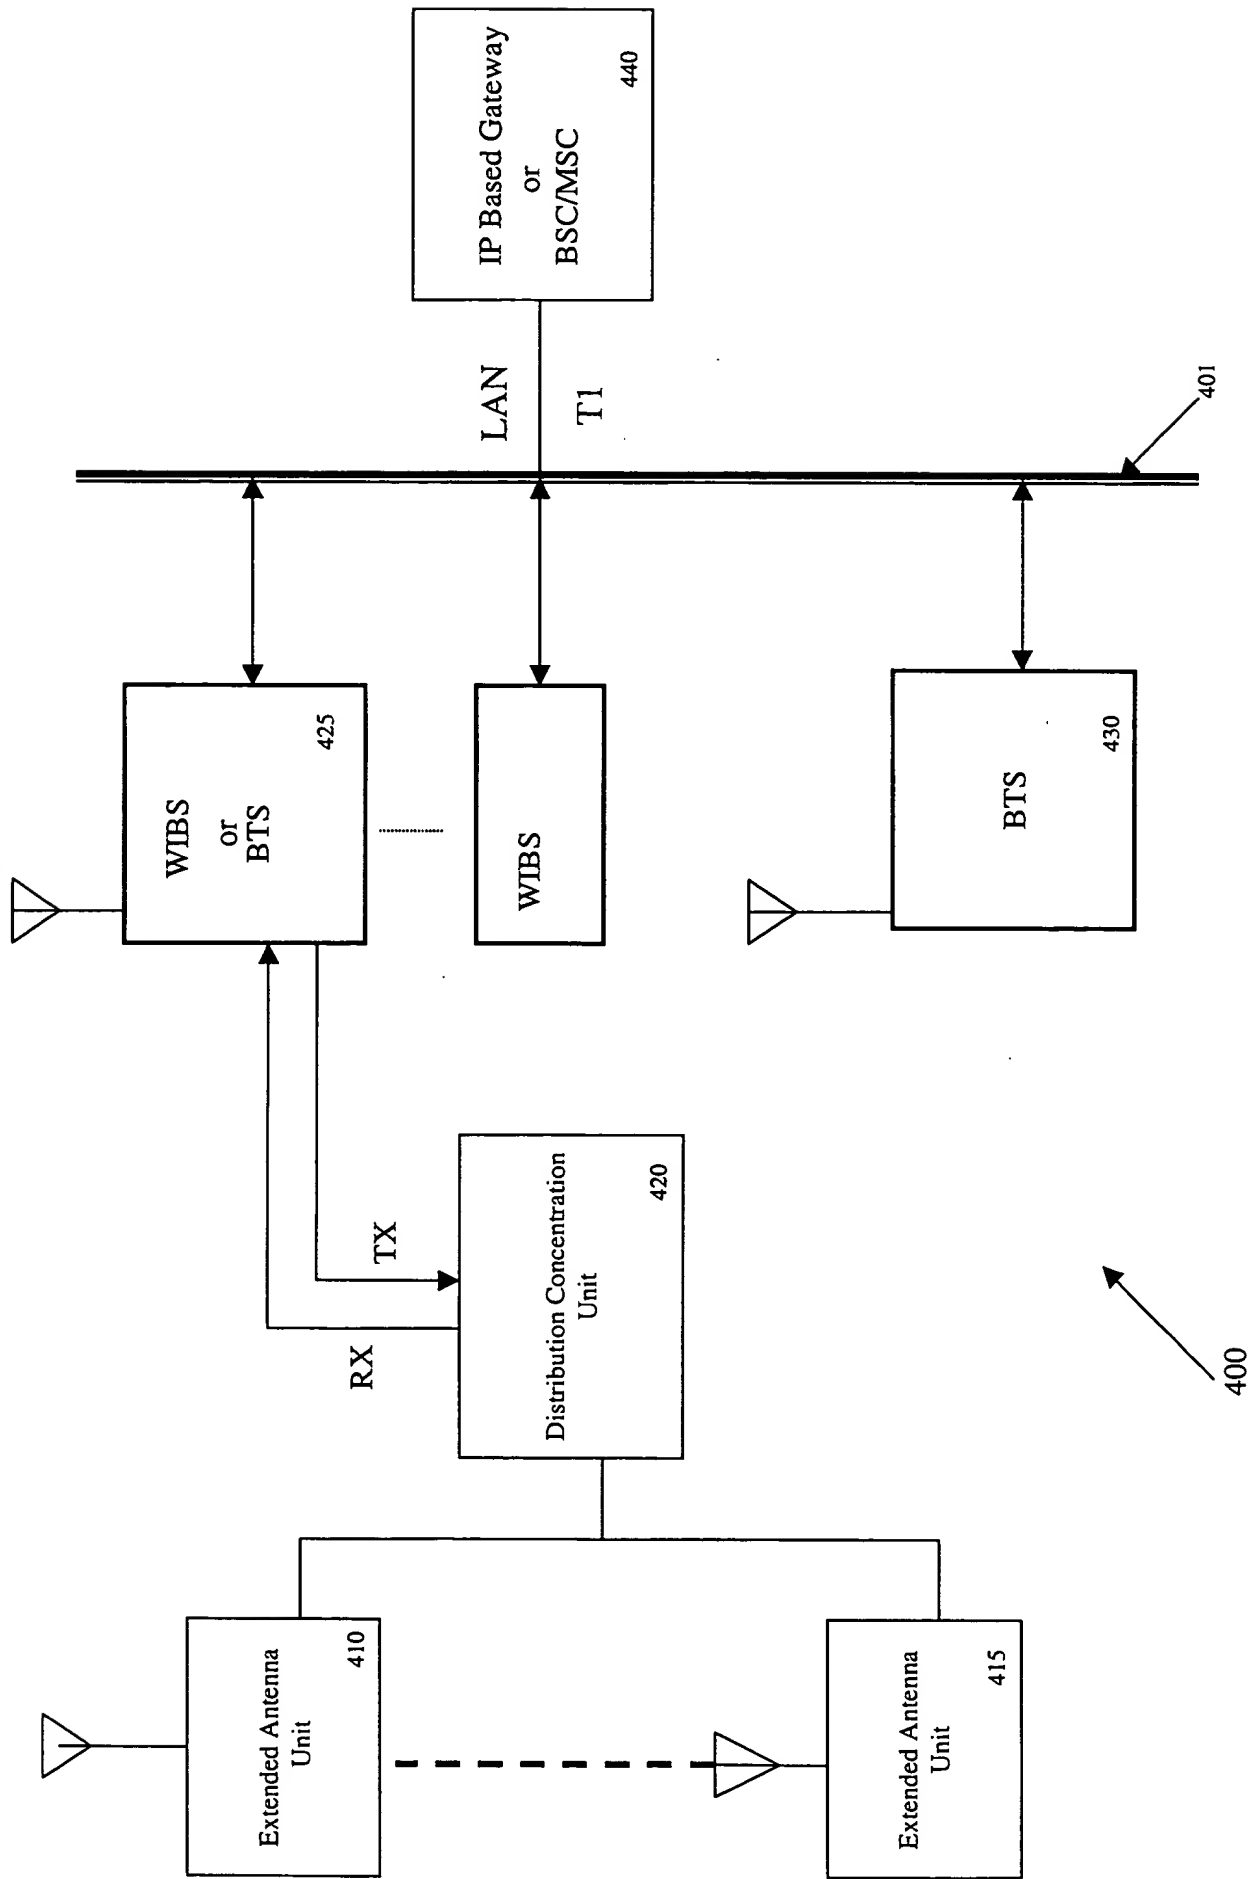 Extended Antenna
Unit
410
Extended Antenna
Unit
415
RX
TX
Distribution Concentration
Unit
420
WIBS
or
BTS
425
WIBS
BTS
430
LAN
T1
401
IP Based Gateway
or
BSC/MSC
440
400